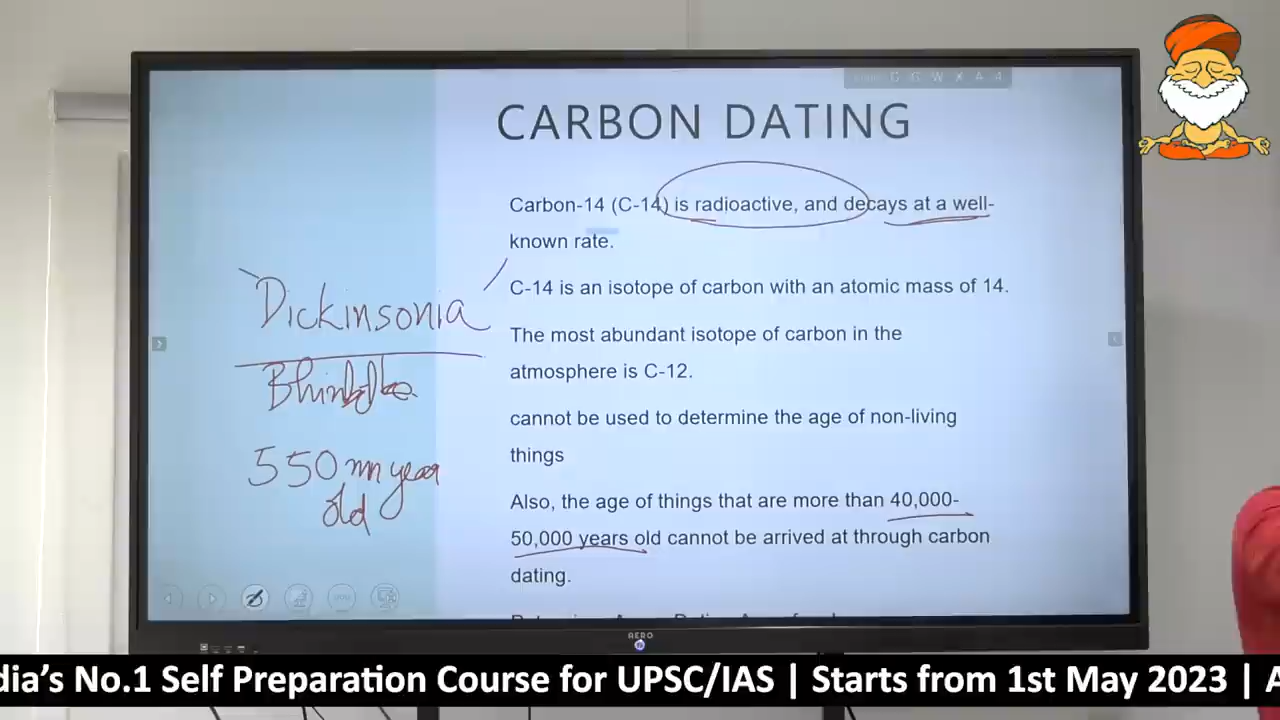 CARBON DATING
Carbon-14 (C-14) is radioactive, and decays at a well-
known rate.
C-14 is an isotope of carbon with an atomic mass of 14.
The most abundant isotope of carbon in the
atmosphere is C-12.
cannot be used to determine the age of non-living
things
Also, the age of things that are more than 40,000-
50,000 years old cannot be arrived at through carbon
dating.
Dickinsonia
550 mn year
old
AERO
dia's No.1 Self Preparation Course for UPSC/IAS | Starts from 1st May 2023 | A